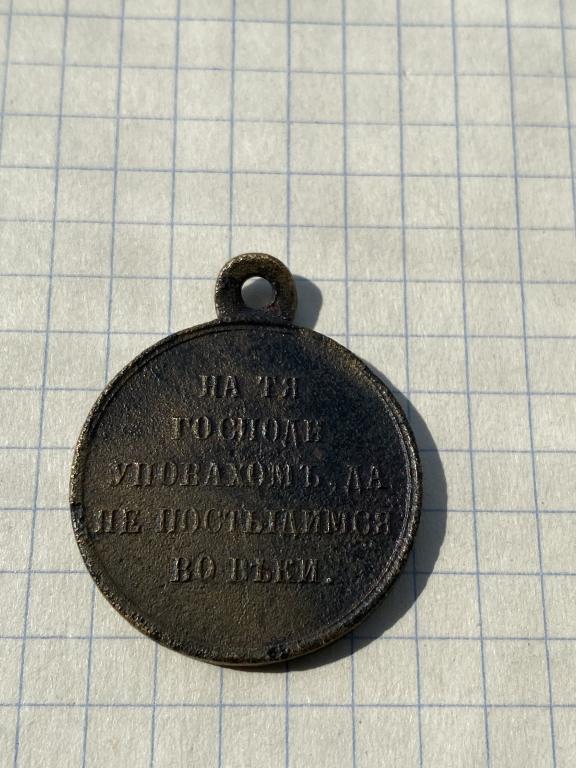 НА ТЯ
ГОСПОДИ
УПОВАХОМЪ, ДА
НЕ ПОСТЫДИМСЯ
ВО ВѢКИ.